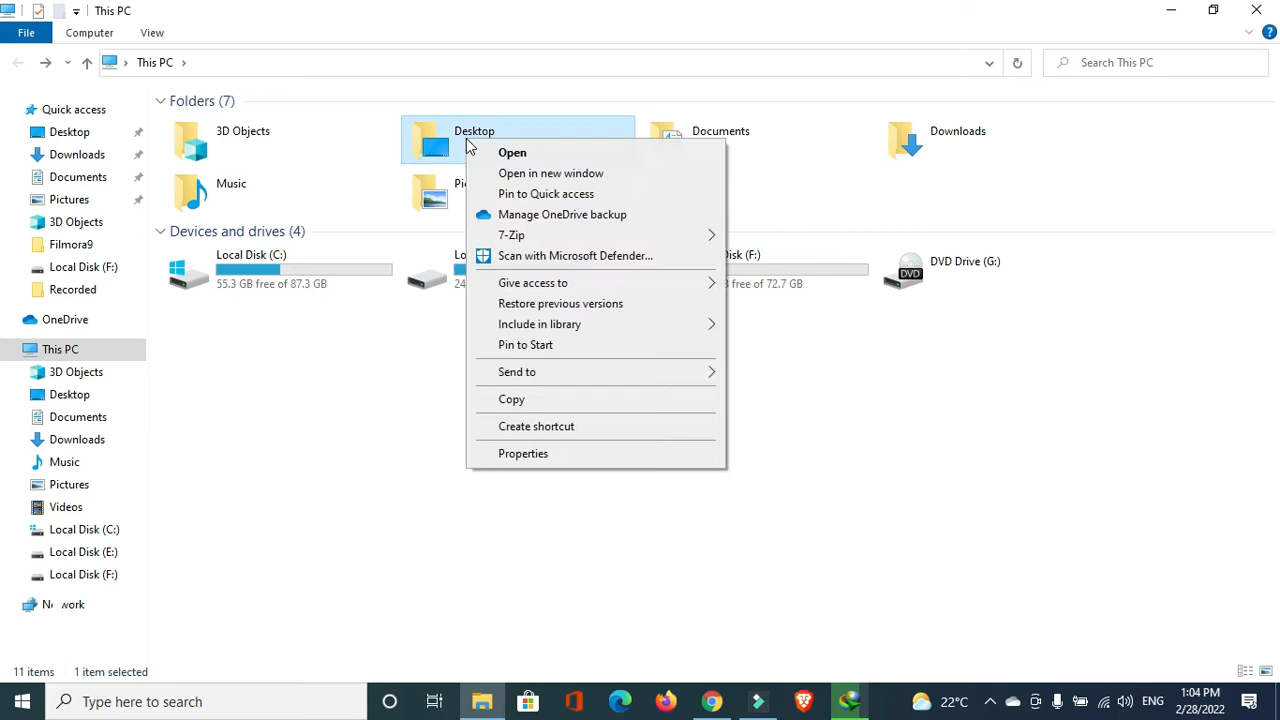 This PC
File Computer View
This PC
Search This PC
Quick access
Desktop
Downloads
Documents
Pictures
3D Objects
Filmora9
Local Disk (F:)
Recorded
OneDrive
This PC
3D Objects
Desktop
Documents
Downloads
Music
Pictures
Videos
Local Disk (C:)
Local Disk (E:)
Local Disk (F:)
Network
Folders (7)
3D Objects
Desktop
Documents
Downloads
Music
Devices and drives (4)
Local Disk (C:)
55.3 GB free of 87.3 GB
Disk (F:)
free of 72.7 GB
DVD Drive (G:)
DVD
Open
Open in new window
Pin to Quick access
Manage OneDrive backup
7-Zip
Scan with Microsoft Defender...
Give access to
Restore previous versions
Include in library
Pin to Start
Send to
Copy
Create shortcut
Properties
11 items 1 item selected
Type here to search
22°C
ENG
1:04 PM
2/28/2022